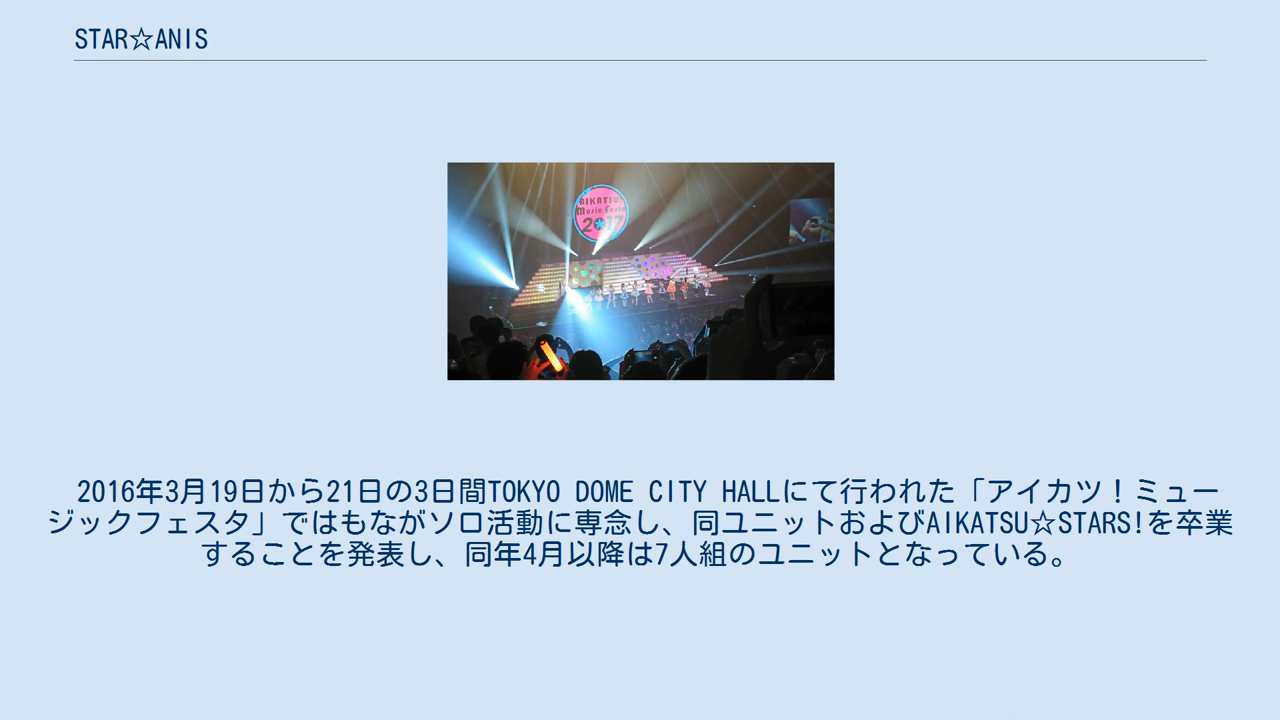 STAR☆ANIS
AIKATSU!
Music Festa
2017
2016年3月19日から21日の3日間TOKYO DOME CITY HALLにて行われた「アイカツ！ミュー
ジックフェスタ」ではもながソロ活動に専念し、同ユニットおよびAIKATSU☆STARS!を卒業
することを発表し、同年4月以降は7人組のユニットとなっている。